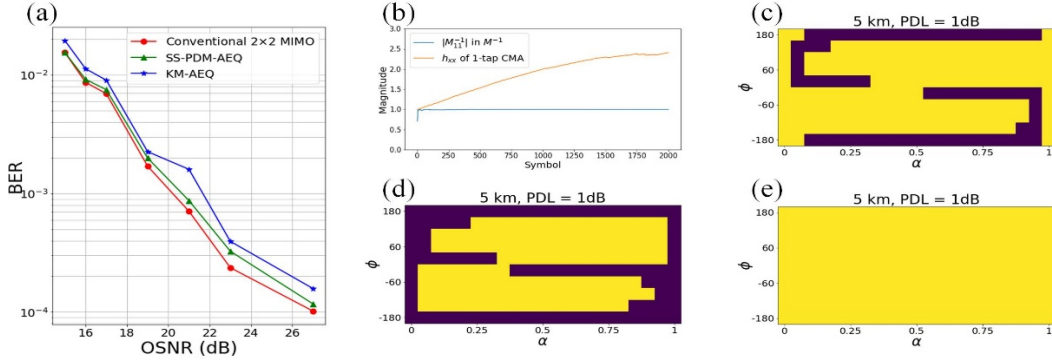 (a)
Conventional 2×2 MIMO
SS-PDM-AEQ
KM-AEQ
10⁻²
10⁻³
10⁻⁴
BER
16 18 20 22 24 26
OSNR (dB)
(b)
|M₁₁⁻¹| in M⁻¹
hₓₓ of 1-tap CMA
3.0
2.5
2.0
1.5
1.0
0.5
0.0
Magnitude
0 250 500 750 1000 1250 1500 1750 2000
Symbol
(c)
5 km, PDL = 1dB
180
60
-60
-180
ϕ
0 0.25 0.5 0.75 1
α
(d)
5 km, PDL = 1dB
180
60
-60
-180
ϕ
0 0.25 0.5 0.75 1
α
(e)
5 km, PDL = 1dB
180
60
-60
-180
ϕ
0 0.25 0.5 0.75 1
α